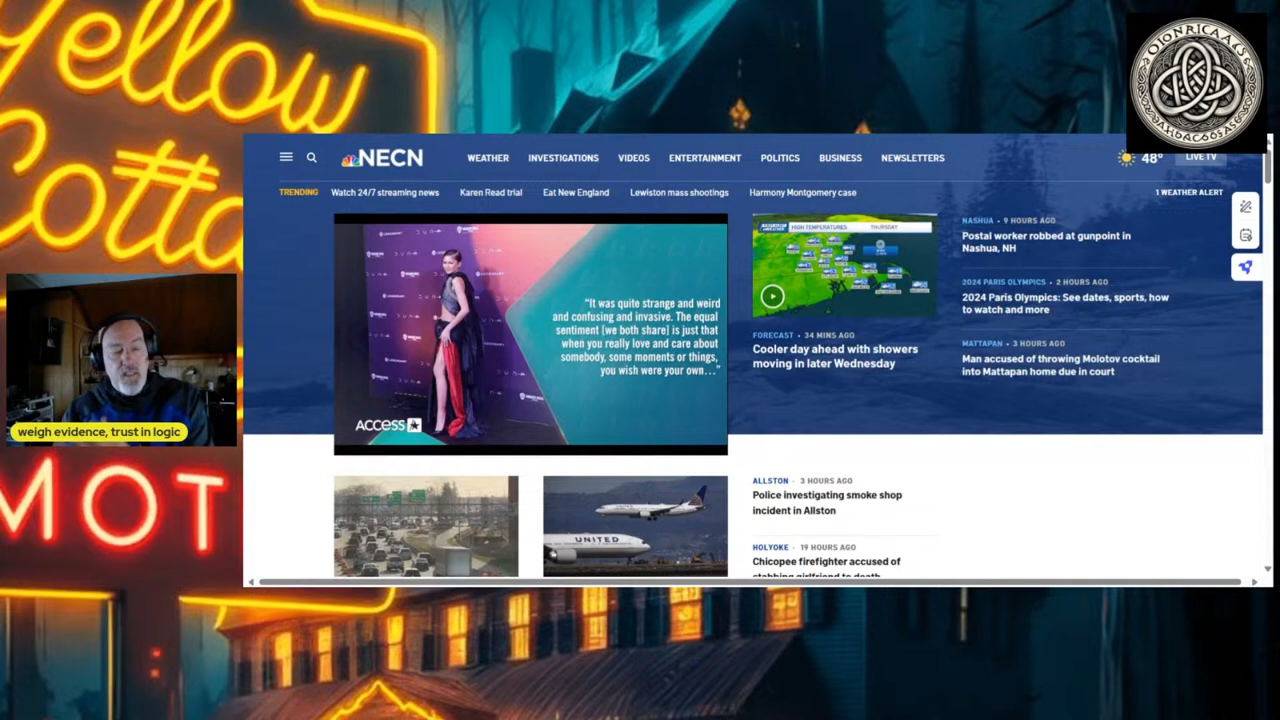 Yellow
Cotta
MOT
NECN
WEATHER
INVESTIGATIONS
VIDEOS
ENTERTAINMENT
POLITICS
BUSINESS
NEWSLETTERS
48°
LIVE TV
TRENDING
Watch 24/7 streaming news
Karen Read trial
Eat New England
Lewiston mass shootings
Harmony Montgomery case
1 WEATHER ALERT
"It was quite strange and weird
and confusing and invasive. The equal
sentiment [we both share] is just that
when you really love and care about
somebody, some moments or things,
you wish were your own..."
ACCESS
HIGH TEMPERATURES
THURSDAY
FORECAST • 34 MINS AGO
Cooler day ahead with showers
moving in later Wednesday
NASHUA • 9 HOURS AGO
Postal worker robbed at gunpoint in
Nashua, NH
2024 PARIS OLYMPICS • 2 HOURS AGO
2024 Paris Olympics: See dates, sports, how
to watch and more
MATTAPAN • 3 HOURS AGO
Man accused of throwing Molotov cocktail
into Mattapan home due in court
weigh evidence, trust in logic
UNITED
ALLSTON · 3 HOURS AGO
Police investigating smoke shop
incident in Allston
HOLYOKE · 19 HOURS AGO
Chicopee firefighter accused of
stabbing girlfriend to death